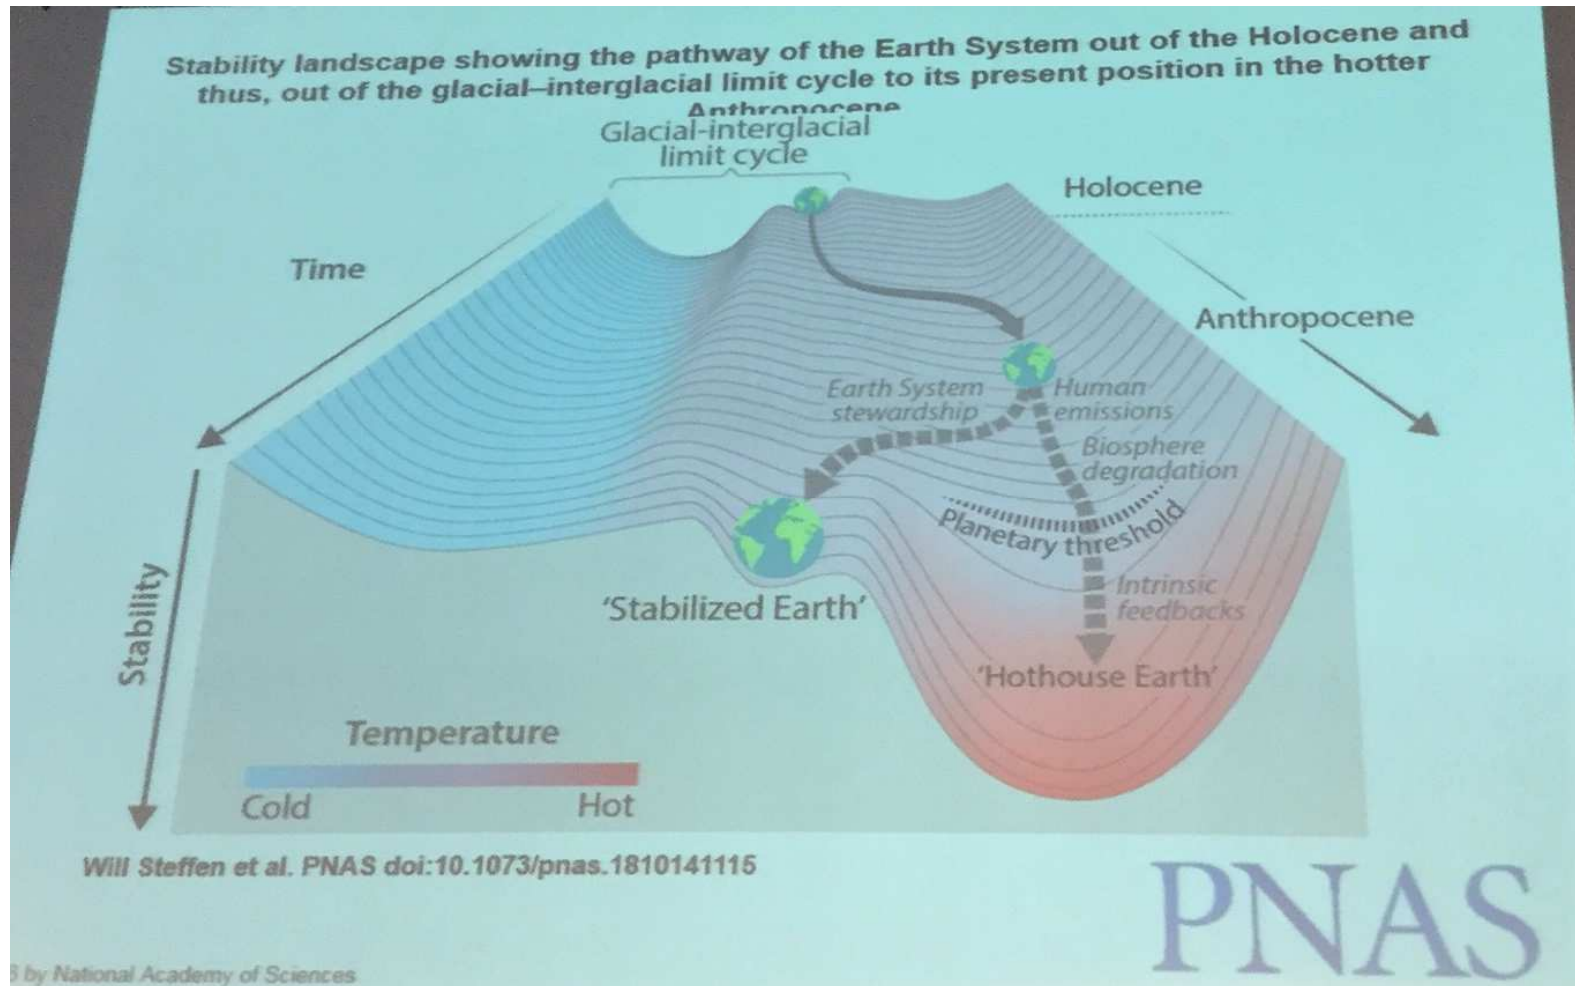 Stability landscape showing the pathway of the Earth System out of the Holocene and
thus, out of the glacial–interglacial limit cycle to its present position in the hotter
Anthropocene
Glacial-interglacial
limit cycle
Holocene
Time
Anthropocene
Earth System
stewardship
Human
emissions
Biosphere
degradation
Planetary threshold
Intrinsic
feedbacks
Stability
'Stabilized Earth'
'Hothouse Earth'
Temperature
Cold
Hot
Will Steffen et al. PNAS doi:10.1073/pnas.1810141115
PNAS
by National Academy of Sciences